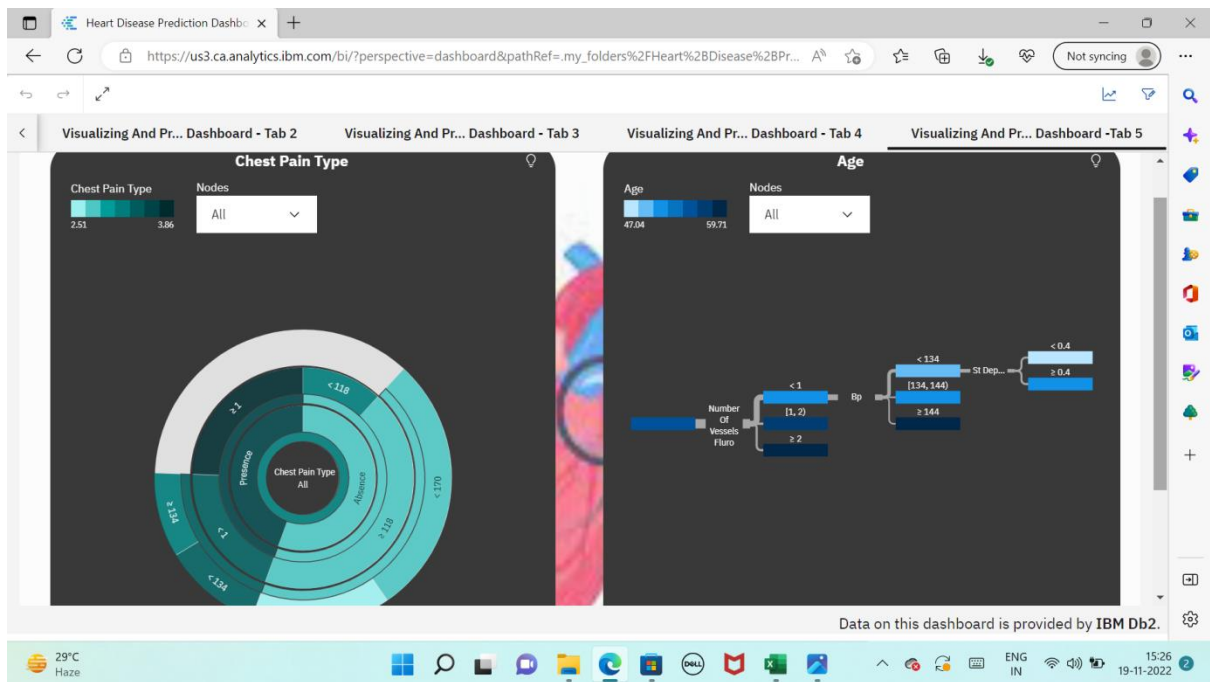 Heart Disease Prediction Dashbo
https://us3.ca.analytics.ibm.com/bi/?perspective=dashboard&pathRef=.my_folders%2FHeart%2BDisease%2BPr...
Not syncing
Visualizing And Pr... Dashboard - Tab 2
Visualizing And Pr... Dashboard - Tab 3
Visualizing And Pr... Dashboard - Tab 4
Visualizing And Pr... Dashboard -Tab 5
Chest Pain Type
Chest Pain Type
2.51 3.86
Nodes
All
< 118
≥ 1
Presence
Chest Pain Type
All
Absence
< 170
≥ 134
< 1
≥ 118
< 134
Age
Age
47.04 59.71
Nodes
All
Number
Of
Vessels
Fluro
< 1
[1, 2)
≥ 2
Bp
< 134
[134, 144)
≥ 144
St Dep...
< 0.4
≥ 0.4
Data on this dashboard is provided by IBM Db2.
29°C
Haze
DELL
ENG
IN
15:26
19-11-2022
2